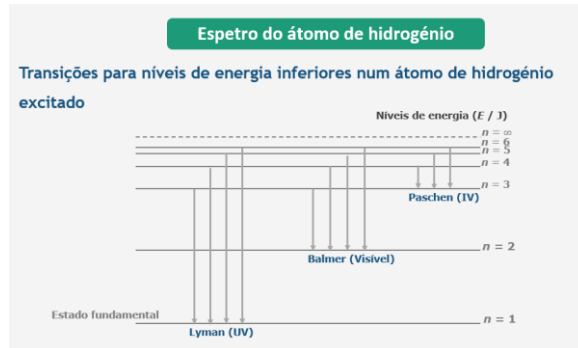 Espetro do átomo de hidrogénio
Transições para níveis de energia inferiores num átomo de hidrogénio
excitado
Níveis de energia (E / J)
n = ∞
n = 6
n = 5
n = 4
n = 3
Paschen (IV)
n = 2
Balmer (Visível)
Estado fundamental
n = 1
Lyman (UV)